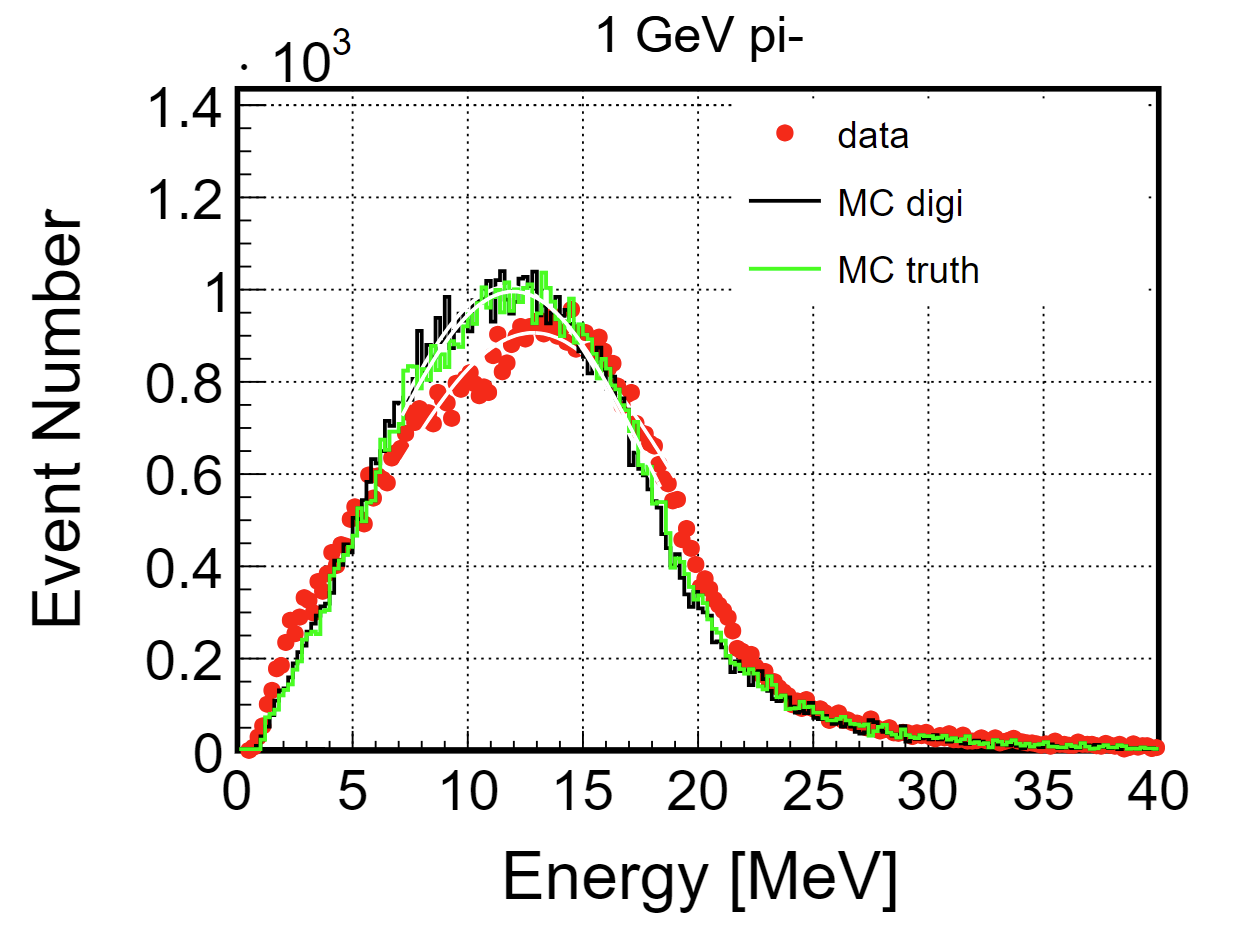 1 GeV pi-
· 10³
1.4
1.2
1
0.8
0.6
0.4
0.2
0
Event Number
data
MC digi
MC truth
0 5 10 15 20 25 30 35 40
Energy [MeV]